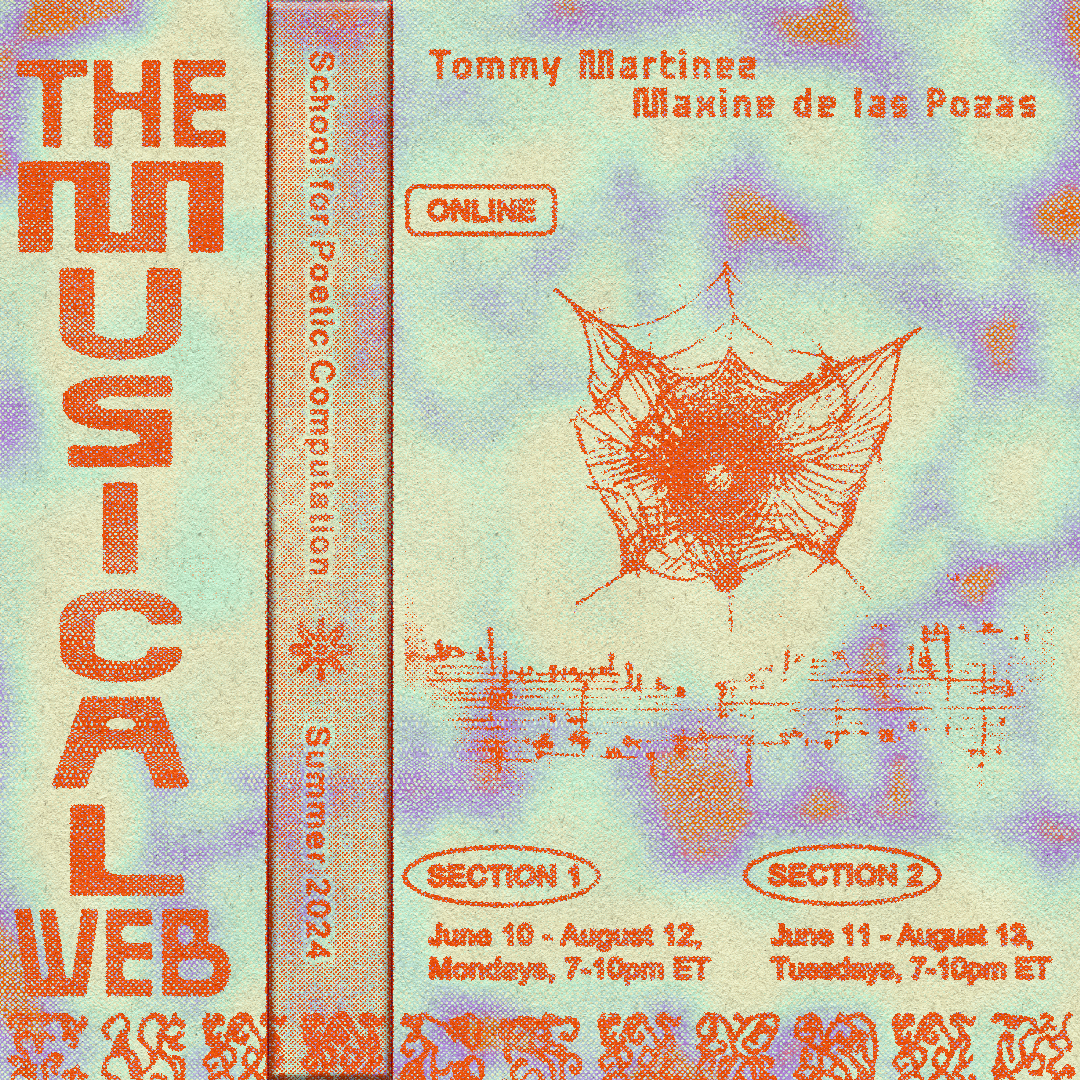 THE
MUSICAL
WEB
School for Poetic Computation
Summer 2024
Tommy Martinez
Maxine de las Pozas
ONLINE
SECTION 1
June 10 - August 12,
Mondays, 7-10pm ET
SECTION 2
June 11 - August 13,
Tuesdays, 7-10pm ET